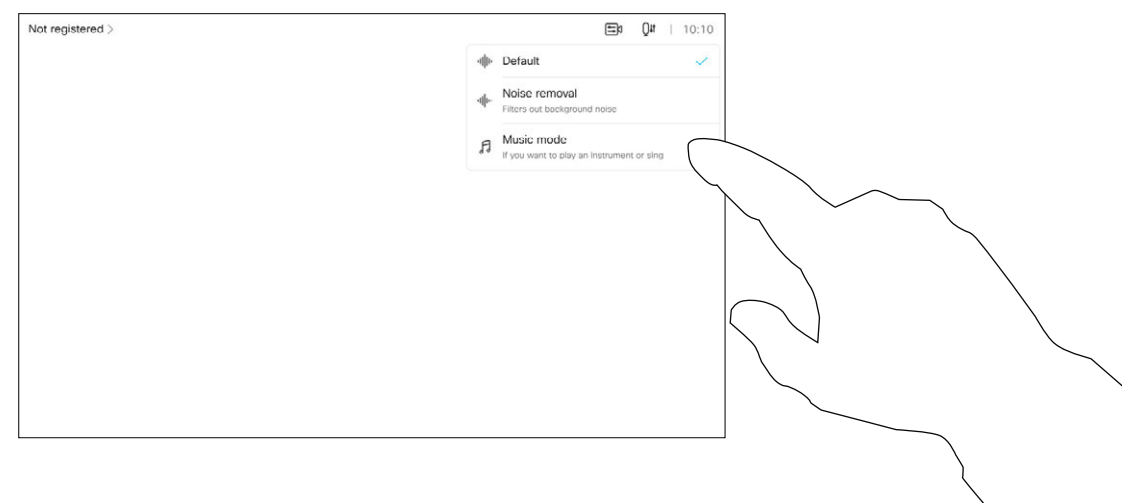 Not registered >
10:10
Default
Noise removal
Filters out background noise
Music mode
If you want to play an instrument or sing